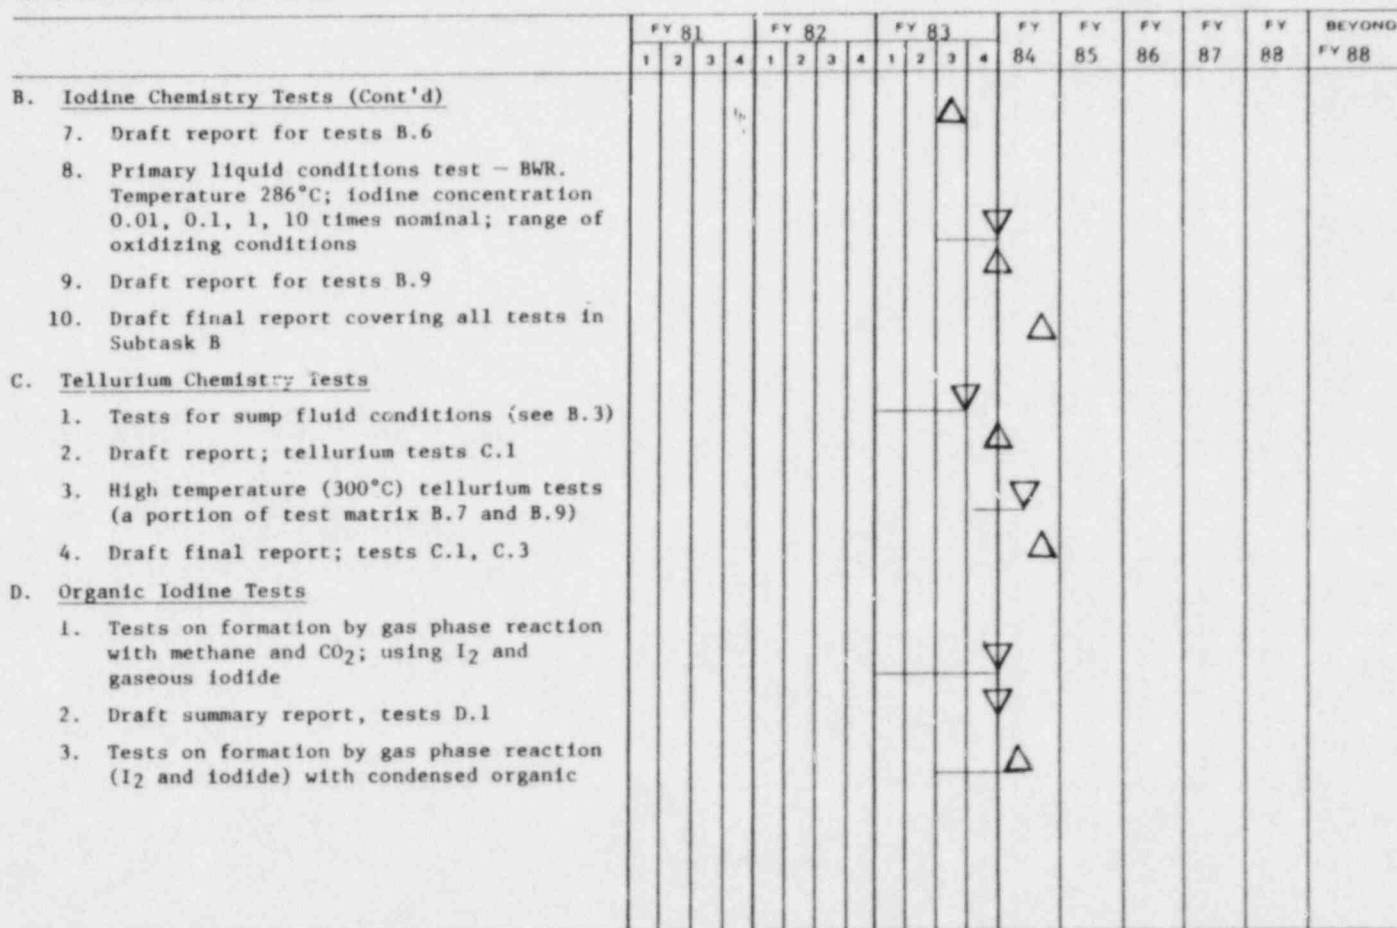 FY 81 FY 82 FY 83 FY FY FY FY FY BEYOND
1 2 3 4 1 2 3 4 1 2 3 4 84 85 86 87 88 FY 88
B. Iodine Chemistry Tests (Cont'd)
7. Draft report for tests B.6
8. Primary liquid conditions test — BWR.
Temperature 286°C; iodine concentration
0.01, 0.1, 1, 10 times nominal; range of
oxidizing conditions
9. Draft report for tests B.9
10. Draft final report covering all tests in
Subtask B
C. Tellurium Chemistry Tests
1. Tests for sump fluid conditions (see B.3)
2. Draft report; tellurium tests C.1
3. High temperature (300°C) tellurium tests
(a portion of test matrix B.7 and B.9)
4. Draft final report; tests C.1, C.3
D. Organic Iodine Tests
1. Tests on formation by gas phase reaction
with methane and CO2; using I2 and
gaseous iodide
2. Draft summary report, tests D.1
3. Tests on formation by gas phase reaction
(I2 and iodide) with condensed organic